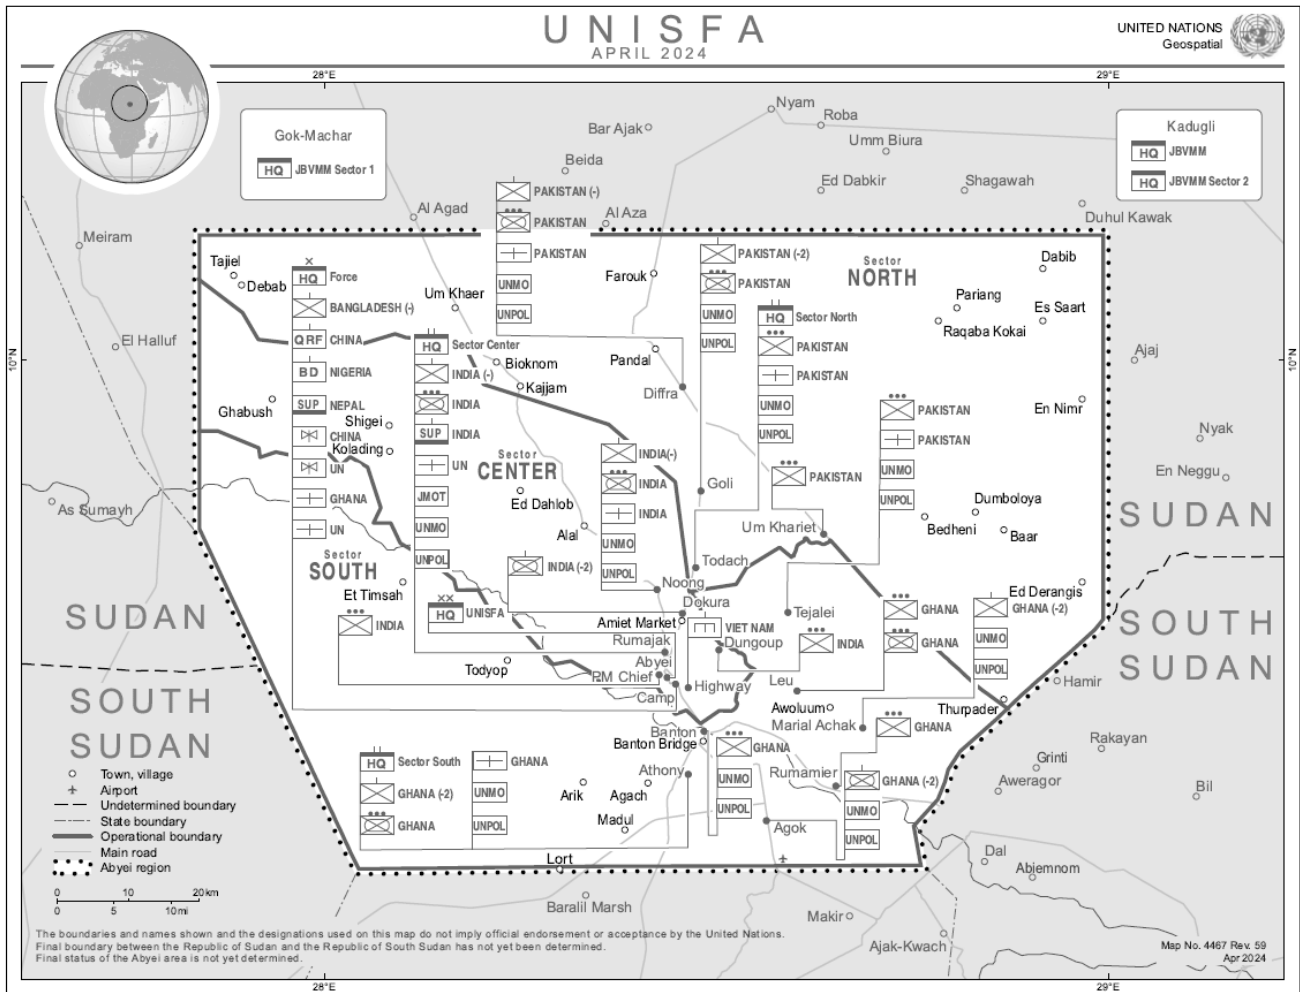 UNISFA
APRIL 2024
UNITED NATIONS
Geospatial
28°E
29°E
Gok-Machar
HQ JBVMM Sector 1
Kadugli
HQ JBVMM
HQ JBVMM Sector 2
Nyam
Roba
Bar Ajak
Umm Biura
Beida
Ed Dabkir
Shagawah
Al Agad
Al Aza
Duhul Kawak
Meiram
PAKISTAN (-)
PAKISTAN
PAKISTAN
UNMO
UNPOL
Tajiel
Debab
HQ Force
BANGLADESH (-)
QRF CHINA
BD NIGERIA
SUP NEPAL
CHINA
UN
GHANA
UN
Um Khaer
Farouk
PAKISTAN (-2)
PAKISTAN
UNMO
UNPOL
Sector
NORTH
Dabib
Pariang
Es Saart
Raqaba Kokai
HQ Sector North
PAKISTAN
PAKISTAN
UNMO
UNPOL
El Halluf
10°N
10°N
Ajaj
HQ Sector Center
INDIA (-)
INDIA
SUP INDIA
UN
JMOT
UNMO
UNPOL
Bioknom
Kajjam
Pandal
Diffra
Ghabush
Shigei
Kolading
En Nimr
PAKISTAN
PAKISTAN
UNMO
UNPOL
Nyak
En Neggu
Sector
CENTER
INDIA(-)
INDIA
INDIA
UNMO
UNPOL
PAKISTAN
Goli
Ed Dahlob
Alal
Um Khariet
Dumboloya
Bedheni
Baar
As Sumayh
SUDAN
Sector
SOUTH
Et Timsah
INDIA (-2)
Todach
Noong
Dokura
Ed Derangis
GHANA (-2)
UNMO
UNPOL
SUDAN
INDIA
HQ UNISFA
Amiet Market
VIET NAM
Tejalei
GHANA
GHANA
SOUTH
SUDAN
Rumajak
Dungoup
INDIA
Abyei
Todyop
PM Chief
Camp
Highway
Leu
Hamir
SOUTH
SUDAN
Awoluum
Thurpader
Marial Achak
GHANA
Banton
Banton Bridge
GHANA
UNMO
UNPOL
Rakayan
Grinti
Aweragor
Bil
HQ Sector South
GHANA (-2)
GHANA
GHANA
UNMO
UNPOL
Athony
Rumamier
GHANA (-2)
UNMO
UNPOL
Arik
Agach
Madul
Agok
Lort
Dal
Abiemnom
Town, village
Airport
Undetermined boundary
State boundary
Operational boundary
Main road
Abyei region
0 10 20km
0 5 10mi
Baralil Marsh
Makir
Ajak-Kwach
The boundaries and names shown and the designations used on this map do not imply official endorsement or acceptance by the United Nations.
Final boundary between the Republic of Sudan and the Republic of South Sudan has not yet been determined.
Final status of the Abyei area is not yet determined.
Map No. 4467 Rev. 59
Apr 2024
28°E
29°E